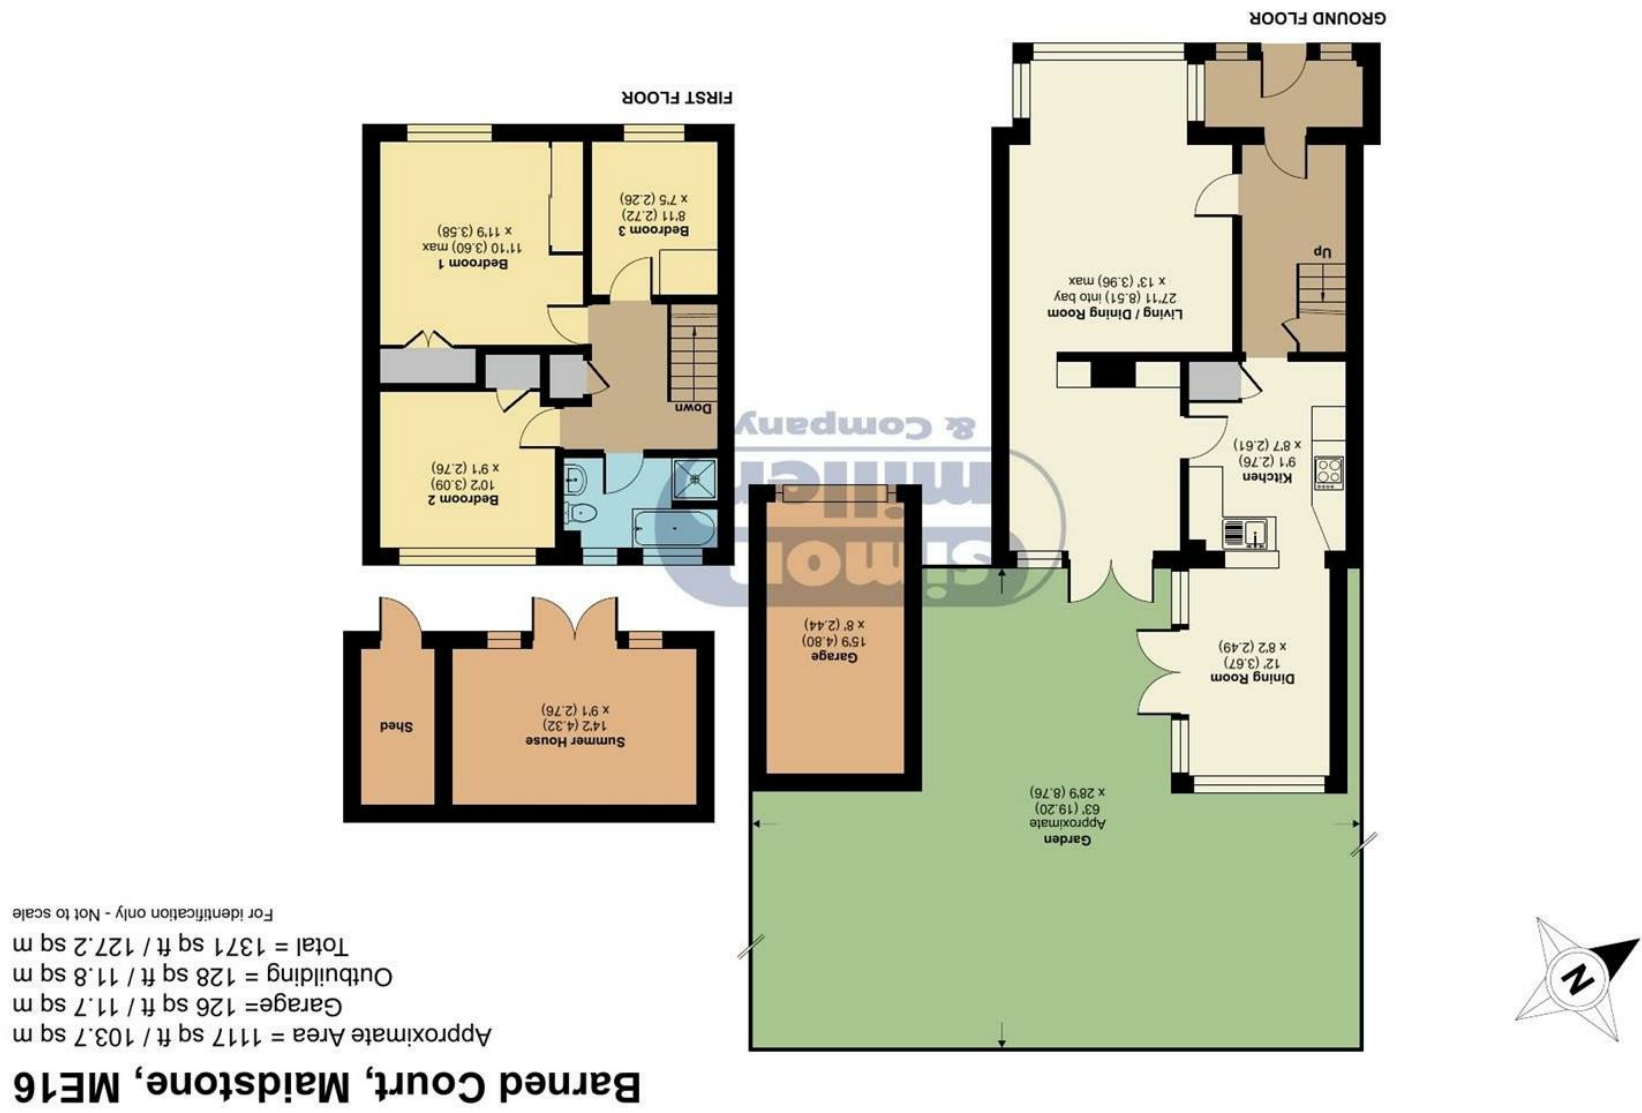 Barned Court, Maidstone, ME16
Approximate Area = 1117 sq ft / 103.7 sq m
Garage= 126 sq ft / 11.7 sq m
Outbuilding = 128 sq ft / 11.8 sq m
Total = 1371 sq ft / 127.2 sq m
For identification only - Not to scale
N
Garden
Approximate
63' (19.20)
x 28'9 (8.76)
Dining Room
12' (3.67)
x 8'2 (2.49)
Kitchen
9'1 (2.76)
x 8'7 (2.61)
Living / Dining Room
27'11 (8.51) into bay
x 13' (3.96) max
Up
GROUND FLOOR
Garage
15'9 (4.80)
x 8' (2.44)
Summer House
14'2 (4.32)
x 9'1 (2.76)
Shed
Bedroom 2
10'2 (3.09)
x 9'1 (2.76)
Down
Bedroom 1
11'10 (3.60) max
x 11'9 (3.58)
Bedroom 3
8'11 (2.72)
x 7'5 (2.26)
FIRST FLOOR
simon
miller
& Company